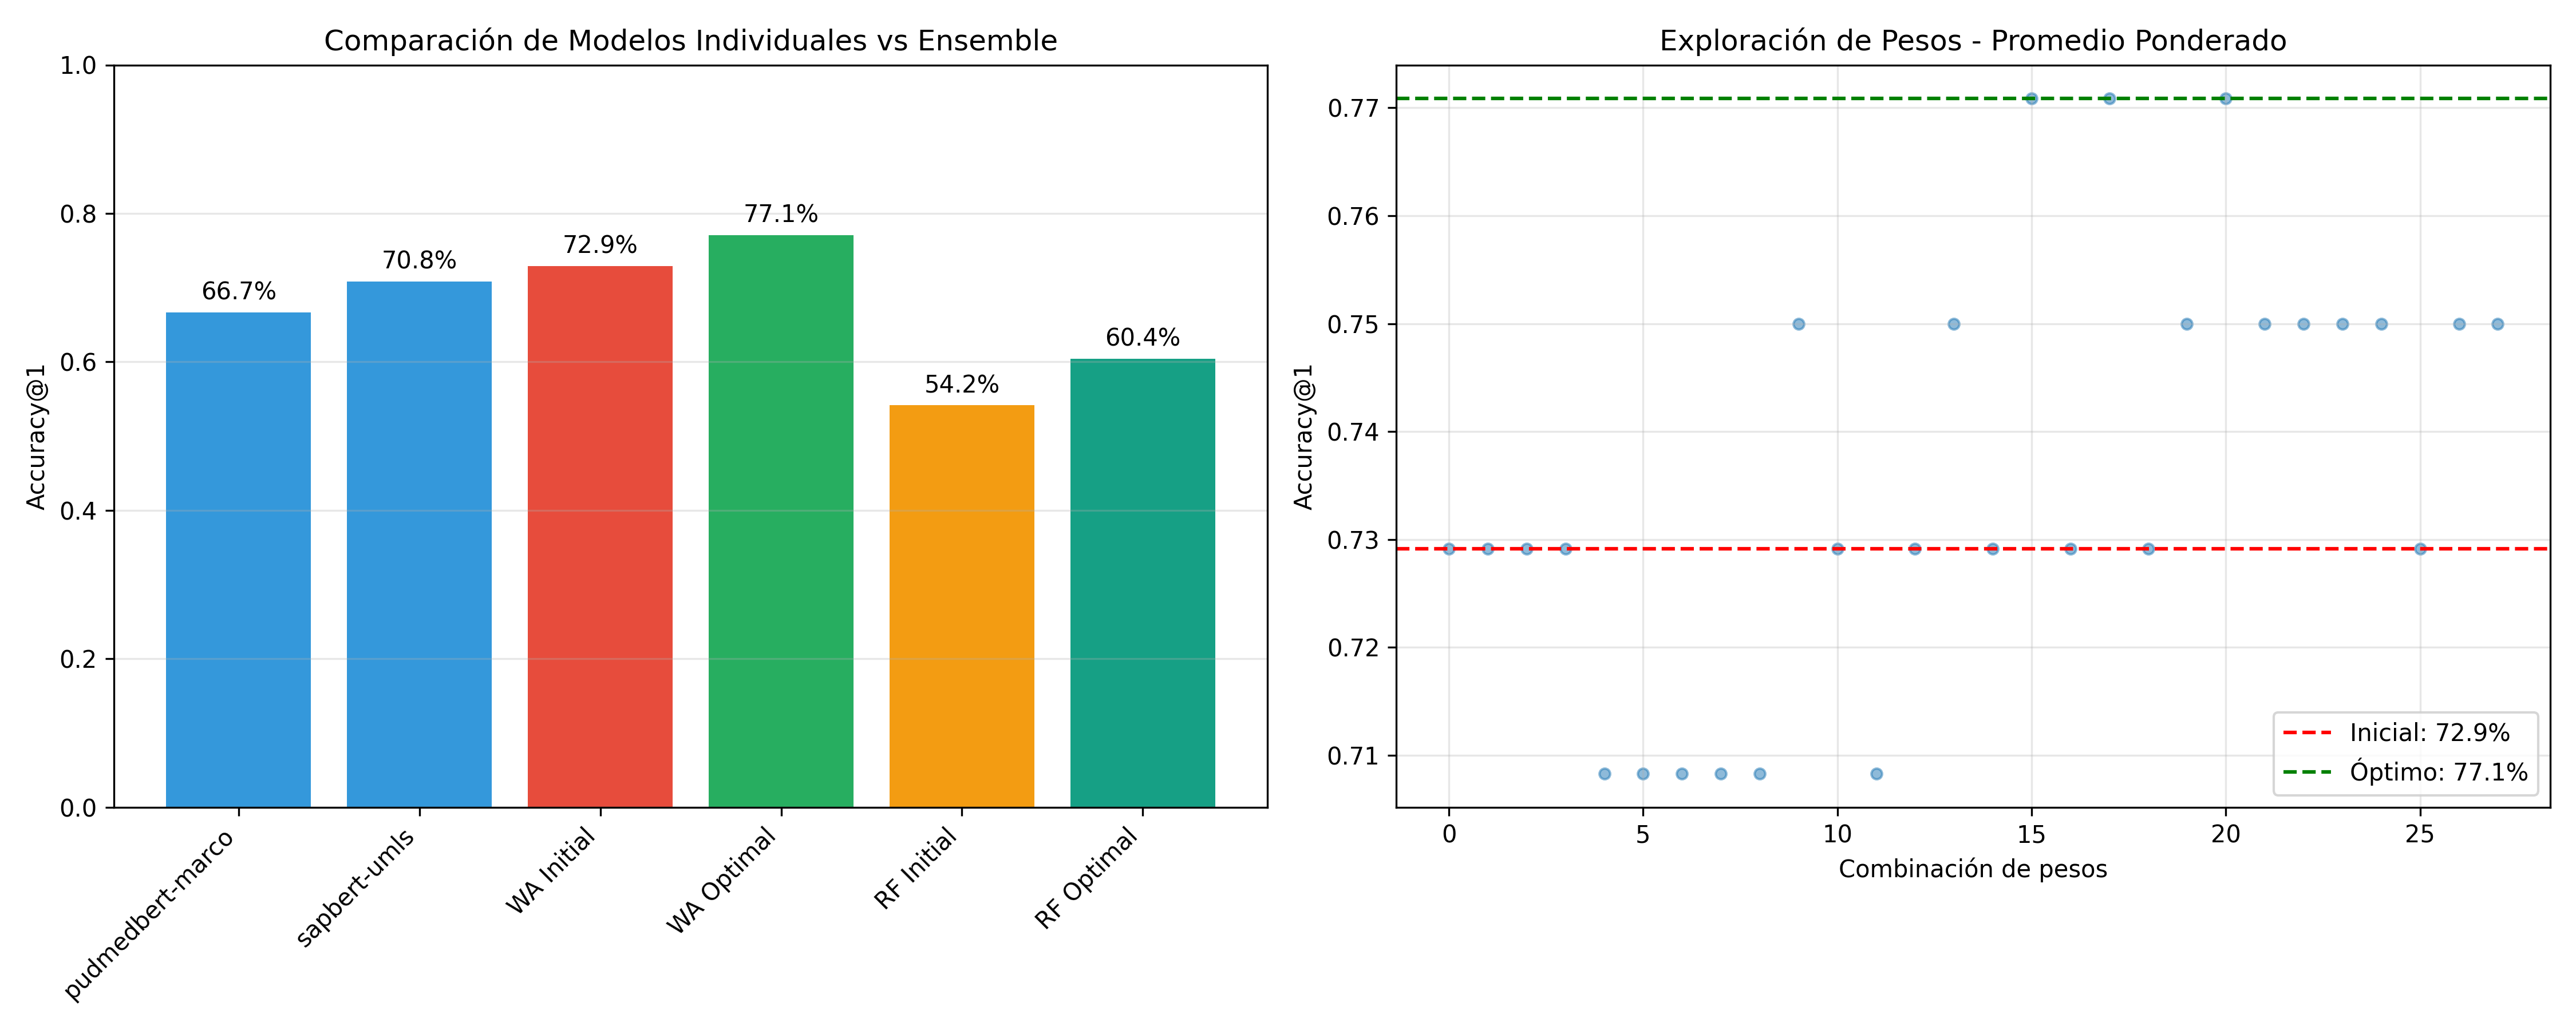 Comparación de Modelos Individuales vs Ensemble
Accuracy@1
1.0
0.8
0.6
0.4
0.2
0.0
66.7%
70.8%
72.9%
77.1%
54.2%
60.4%
pudmedbert-marco
sapbert-umls
WA Initial
WA Optimal
RF Initial
RF Optimal
Exploración de Pesos - Promedio Ponderado
Accuracy@1
0.77
0.76
0.75
0.74
0.73
0.72
0.71
0
5
10
15
20
25
Combinación de pesos
Inicial: 72.9%
Óptimo: 77.1%